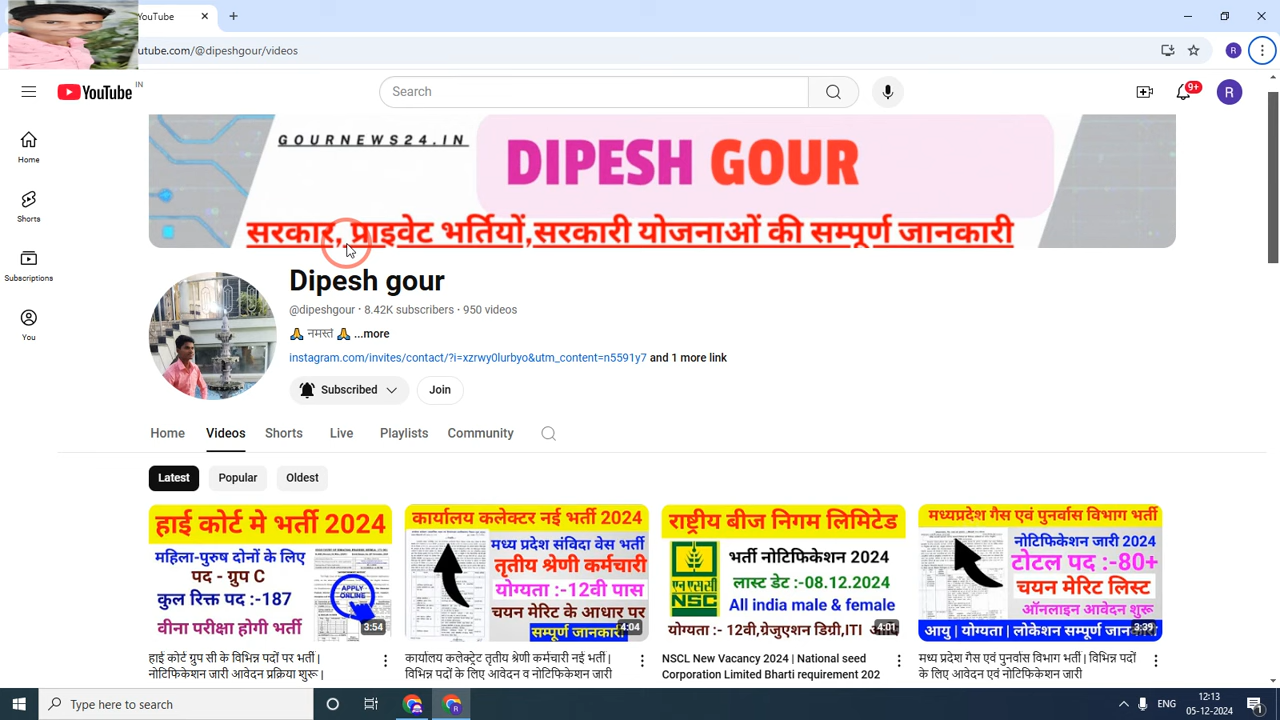 YouTube
utube.com/@dipeshgour/videos
R
YouTube IN
Search
9+
R
Home
Shorts
Subscriptions
You
GOURNEWS24.IN
DIPESH GOUR
सरकार, प्राइवेट भर्तियों,सरकारी योजनाओं की सम्पूर्ण जानकारी
Dipesh gour
@dipeshgour · 8.42K subscribers · 950 videos
🙏 नमस्ते 🙏 ...more
instagram.com/invites/contact/?i=xzrwy0lurbyo&utm_content=n5591y7 and 1 more link
Subscribed
Join
Home Videos Shorts Live Playlists Community
Latest Popular Oldest
हाई कोर्ट मे भर्ती 2024
महिला-पुरुष दोनों के लिए
पद - ग्रुप C
कुल रिक्त पद :-187
वीना परीक्षा होगी भर्ती
APPLY ONLINE
3:54
हाई कोर्ट ग्रुप सी के विभिन्न पदों पर भर्ती |
नोटिफिकेशन जारी आवेदन प्रक्रिया शुरू |
कार्यालय कलेक्टर नई भर्ती 2024
मध्य प्रदेश संविदा वेस भर्ती
तृतीय श्रेणी कर्मचारी
योग्यता :-12वी पास
चयन मेरिट के आधार पर
सम्पूर्ण जानकारी
4:04
कार्यालय कलेक्ट्रेट तृतीय श्रेणी कर्मचारी नई भर्ती |
विभिन्न पदों के लिए आवेदन व नोटिफिकेशन जारी
राष्ट्रीय बीज निगम लिमिटेड
भर्ती नोटिफिकेशन 2024
लास्ट डेट :-08.12.2024
All india male & female
योग्यता :- 12वी,ग्रेजुएशन डिग्री,ITI
NSC
4:01
NSCL New Vacancy 2024 | National seed
Corporation Limited Bharti requirement 202
मध्यप्रदेश गैस एवं पुनर्वास विभाग भर्ती
नोटिफिकेशन जारी 2024
टोटल पद :-80+
चयन मेरिट लिस्ट
ऑनलाइन आवेदन शुरू
आयु | योग्यता | लोकेशन सम्पूर्ण
3:39
मध्य प्रदेश गैस एवं पुनर्वास विभाग भर्ती | विभिन्न पदों
के लिए आवेदन एवं नोटिफिकेशन जारी
Type here to search
ENG
12:13
05-12-2024
1